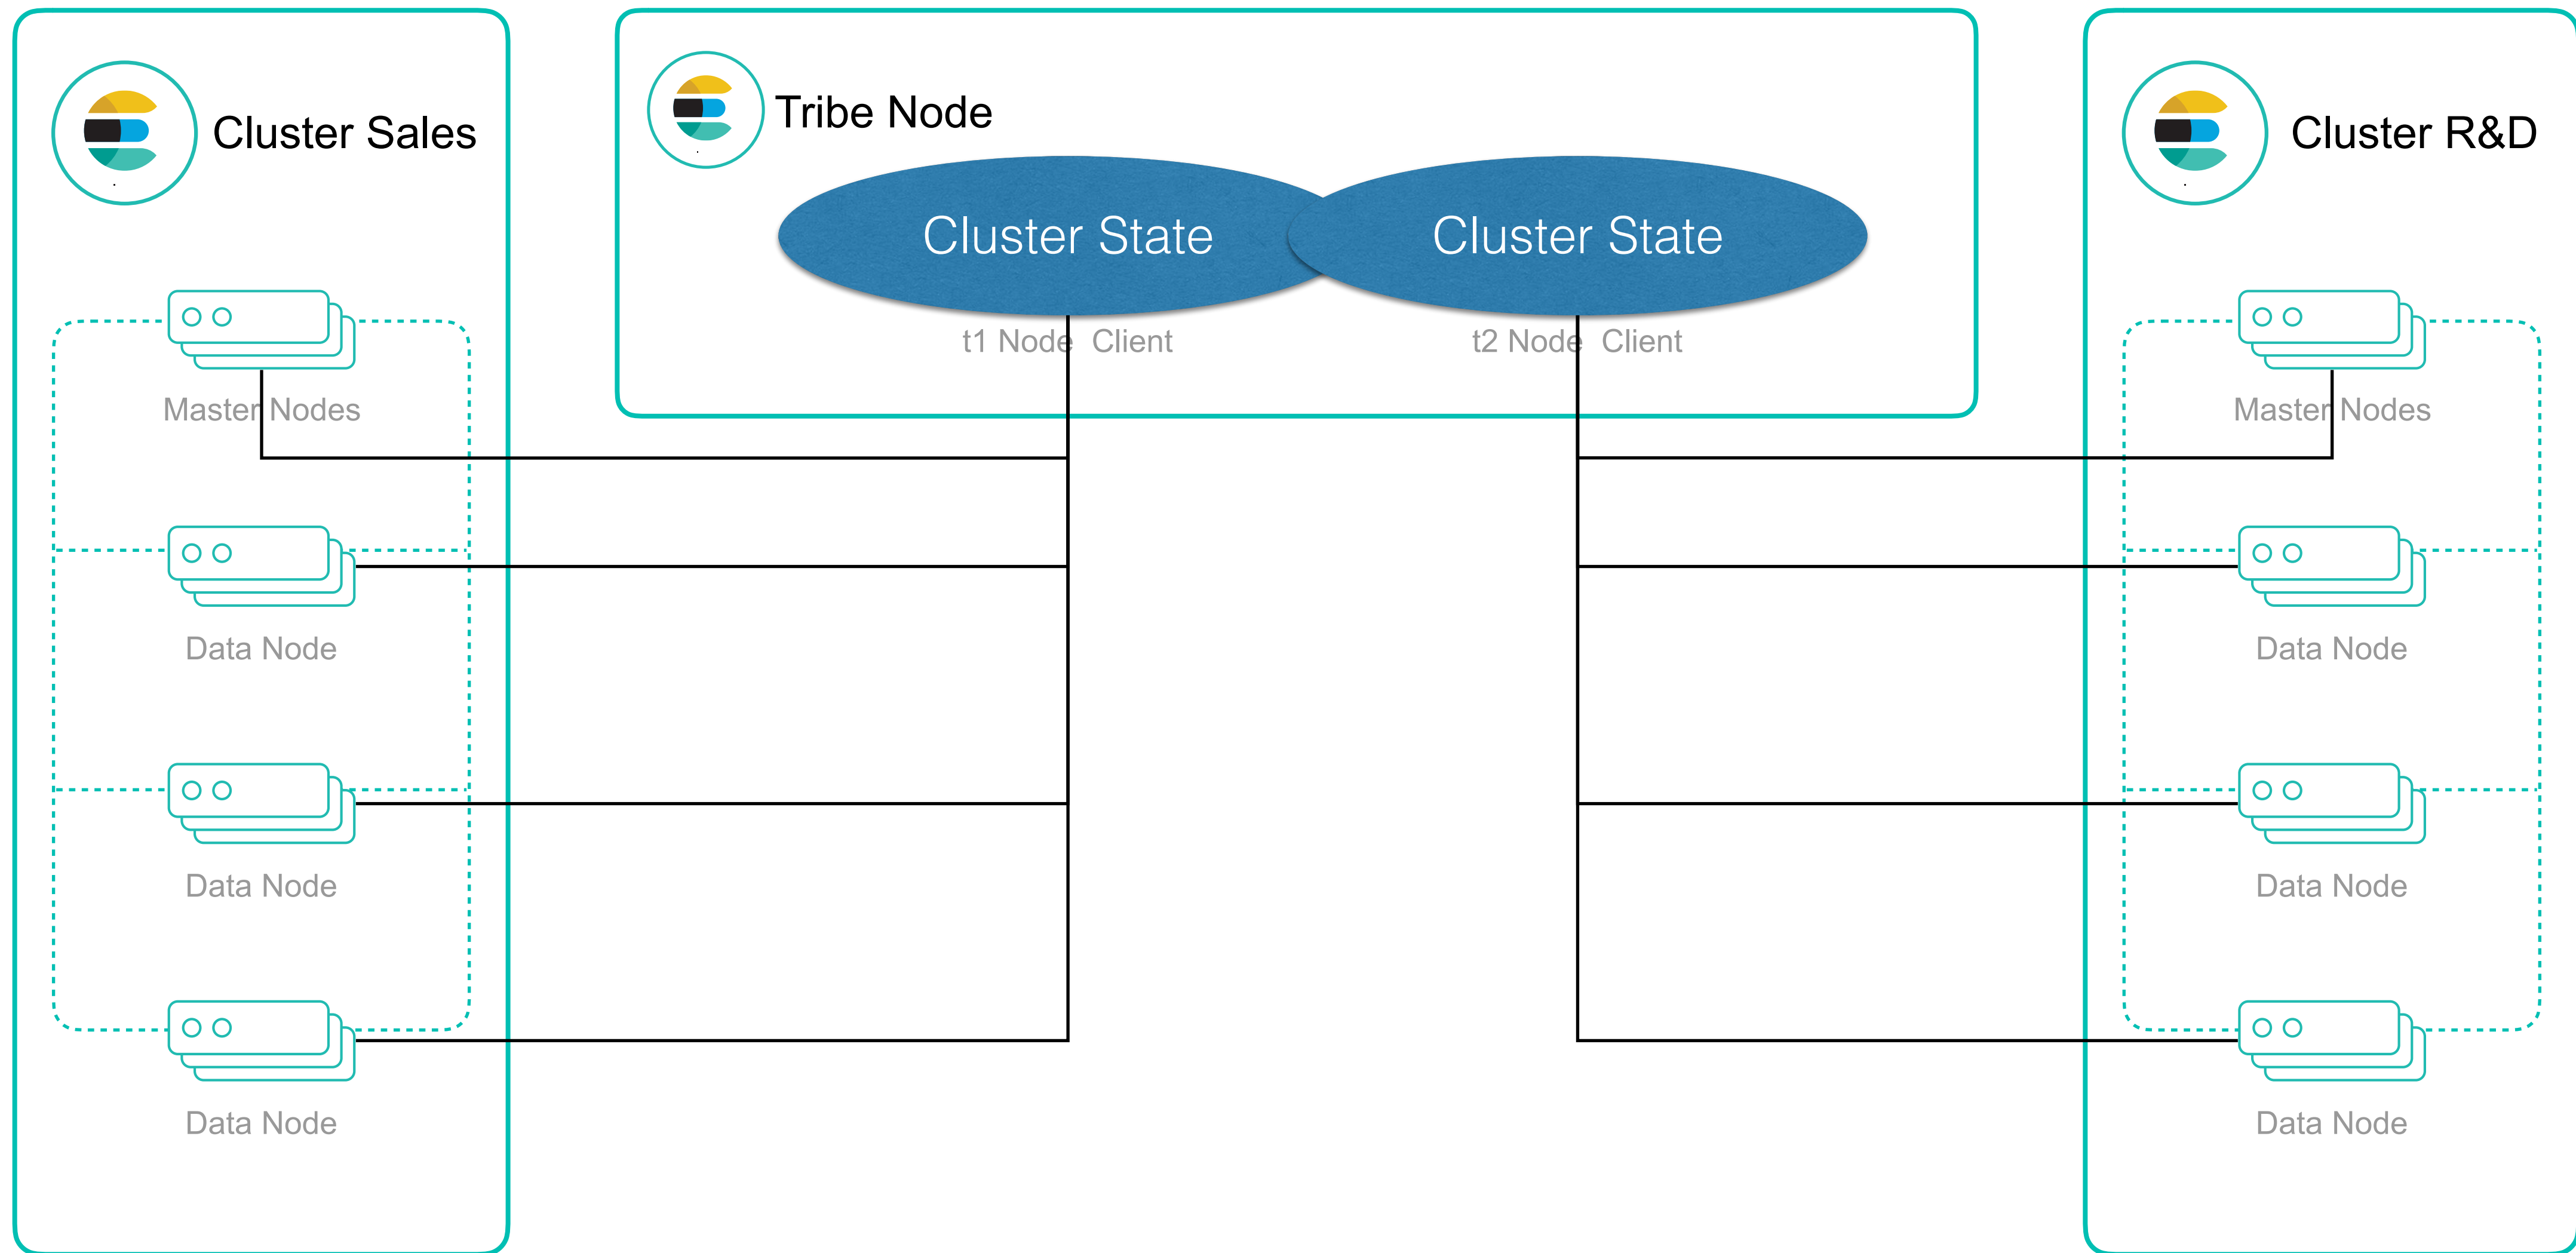 Cluster Sales
Master Nodes
Data Node
Data Node
Data Node
Tribe Node
Cluster State
Cluster State
t1 Node  Client
t2 Node  Client
Cluster R&D
Master Nodes
Data Node
Data Node
Data Node